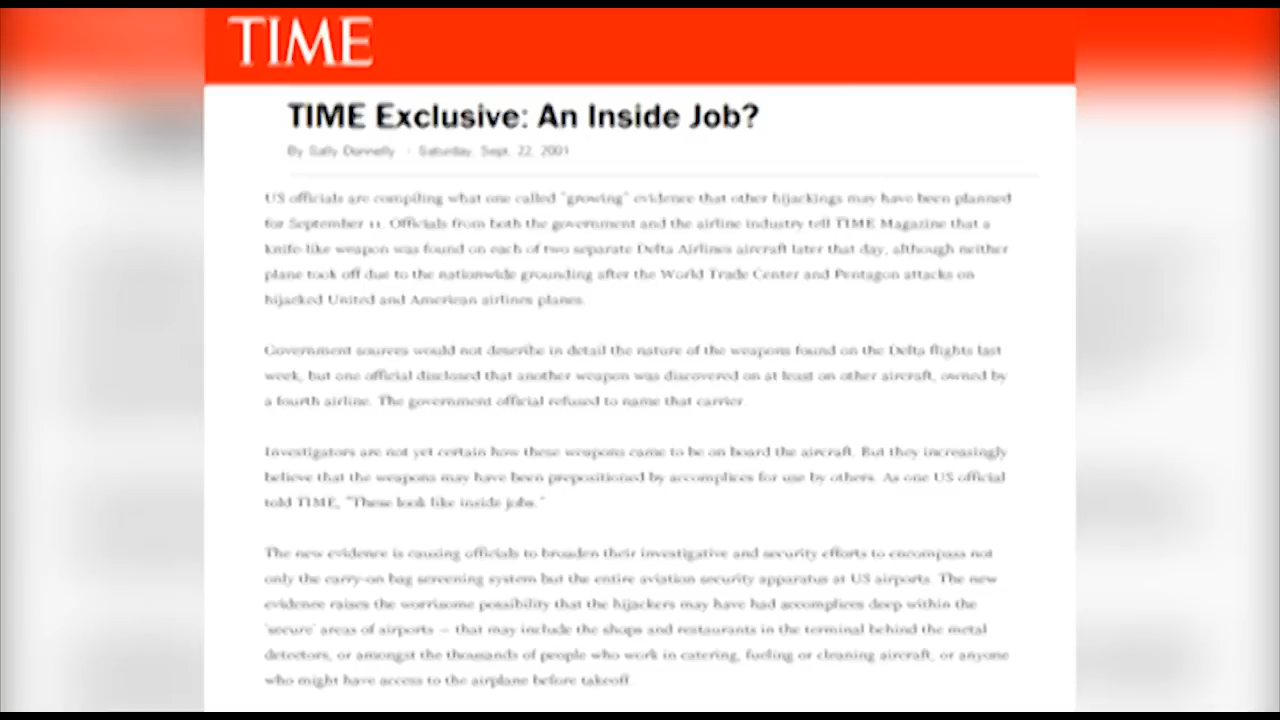 TIME
TIME Exclusive: An Inside Job?
By Sally Donnelly | Saturday, Sept. 22, 2001
US officials are compiling what one called "growing" evidence that other hijackings may have been planned
for September 11. Officials from both the government and the airline industry tell TIME Magazine that a
knife-like weapon was found on each of two separate Delta Airlines aircraft later that day, although neither
plane took off due to the nationwide grounding after the World Trade Center and Pentagon attacks on
hijacked United and American airlines planes.
Government sources would not describe in detail the nature of the weapons found on the Delta flights last
week, but one official disclosed that another weapon was discovered on at least on other aircraft, owned by
a fourth airline. The government official refused to name that carrier.
Investigators are not yet certain how these weapons came to be on board the aircraft. But they increasingly
believe that the weapons may have been prepositioned by accomplices for use by others. As one US official
told TIME, "These look like inside jobs."
The new evidence is causing officials to broaden their investigative and security efforts to encompass not
only the carry-on bag screening system but the entire aviation security apparatus at US airports. The new
evidence raises the worrisome possibility that the hijackers may have had accomplices deep within the
'secure' areas of airports – that may include the shops and restaurants in the terminal behind the metal
detectors, or amongst the thousands of people who work in catering, fueling or cleaning aircraft, or anyone
who might have access to the airplane before takeoff.